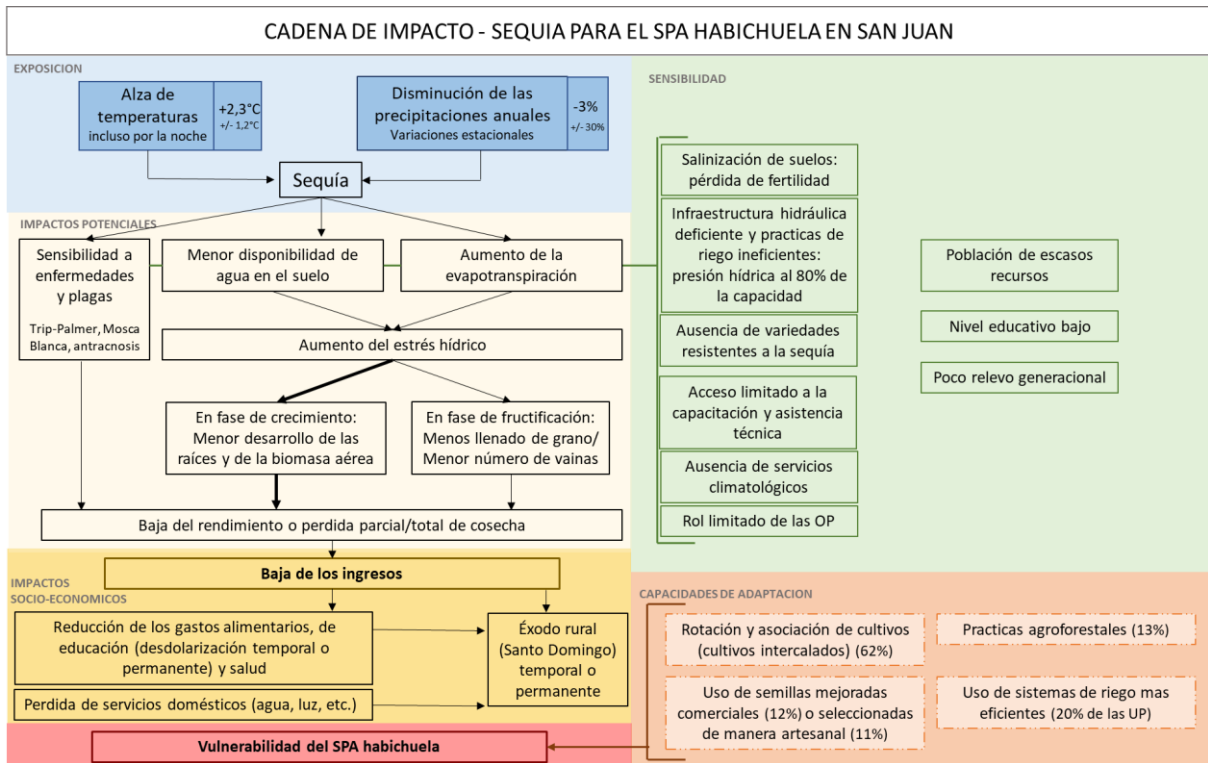 CADENA DE IMPACTO - SEQUIA PARA EL SPA HABICHUELA EN SAN JUAN
EXPOSICION
Alza de
temperaturas
incluso por la noche
+2,3°C
+/- 1,2°C
Disminución de las
precipitaciones anuales
Variaciones estacionales
-3%
+/- 30%
Sequía
IMPACTOS POTENCIALES
Sensibilidad a
enfermedades
y plagas
Trip-Palmer, Mosca
Blanca, antracnosis
Menor disponibilidad de
agua en el suelo
Aumento de la
evapotranspiración
Aumento del estrés hídrico
En fase de crecimiento:
Menor desarrollo de las
raíces y de la biomasa aérea
En fase de fructificación:
Menos llenado de grano/
Menor número de vainas
Baja del rendimiento o perdida parcial/total de cosecha
IMPACTOS
SOCIO-ECONOMICOS
Baja de los ingresos
Reducción de los gastos alimentarios, de
educación (desdolarización temporal o
permanente) y salud
Perdida de servicios domésticos (agua, luz, etc.)
Éxodo rural
(Santo Domingo)
temporal o
permanente
Vulnerabilidad del SPA habichuela
SENSIBILIDAD
Salinización de suelos:
pérdida de fertilidad
Infraestructura hidráulica
deficiente y practicas de
riego ineficientes:
presión hídrica al 80% de
la capacidad
Ausencia de variedades
resistentes a la sequía
Acceso limitado a la
capacitación y asistencia
técnica
Ausencia de servicios
climatológicos
Rol limitado de las OP
Población de escasos
recursos
Nivel educativo bajo
Poco relevo generacional
CAPACIDADES DE ADAPTACION
Rotación y asociación de cultivos
(cultivos intercalados) (62%)
Practicas agroforestales (13%)
Uso de semillas mejoradas
comerciales (12%) o seleccionadas
de manera artesanal (11%)
Uso de sistemas de riego mas
eficientes (20% de las UP)